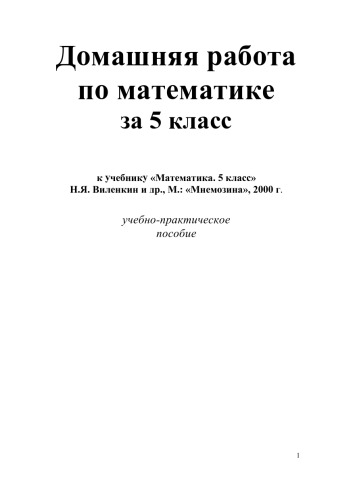 Домашняя работа
по математике
за 5 класс
к учебнику «Математика. 5 класс»
Н.Я. Виленкин и др., М.: «Мнемозина», 2000 г.
учебно-практическое
пособие
1